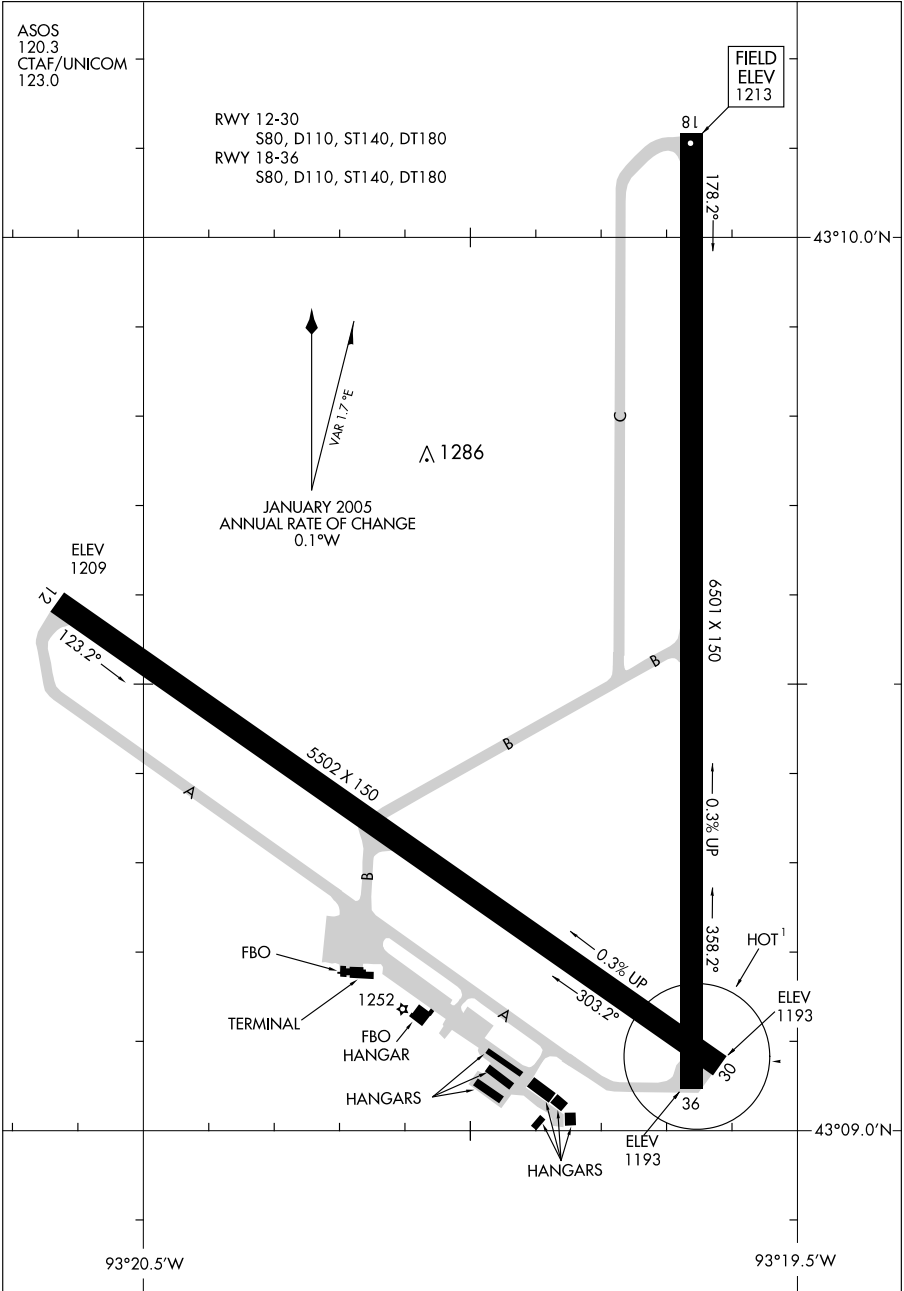 ASOS
120.3
CTAF/UNICOM
123.0
RWY 12-30
S80, D110, ST140, DT180
RWY 18-36
S80, D110, ST140, DT180
FIELD
ELEV
1213
18
178.2°
43°10.0'N
VAR 1.7°E
JANUARY 2005
ANNUAL RATE OF CHANGE
0.1°W
1286
C
ELEV
1209
12
123.2°
6501 X 150
B
B
5502 X 150
A
B
0.3% UP
358.2°
HOT 1
0.3% UP
303.2°
ELEV
1193
30
FBO
TERMINAL
1252
FBO
HANGAR
A
HANGARS
36
ELEV
1193
HANGARS
43°09.0'N
93°20.5'W
93°19.5'W